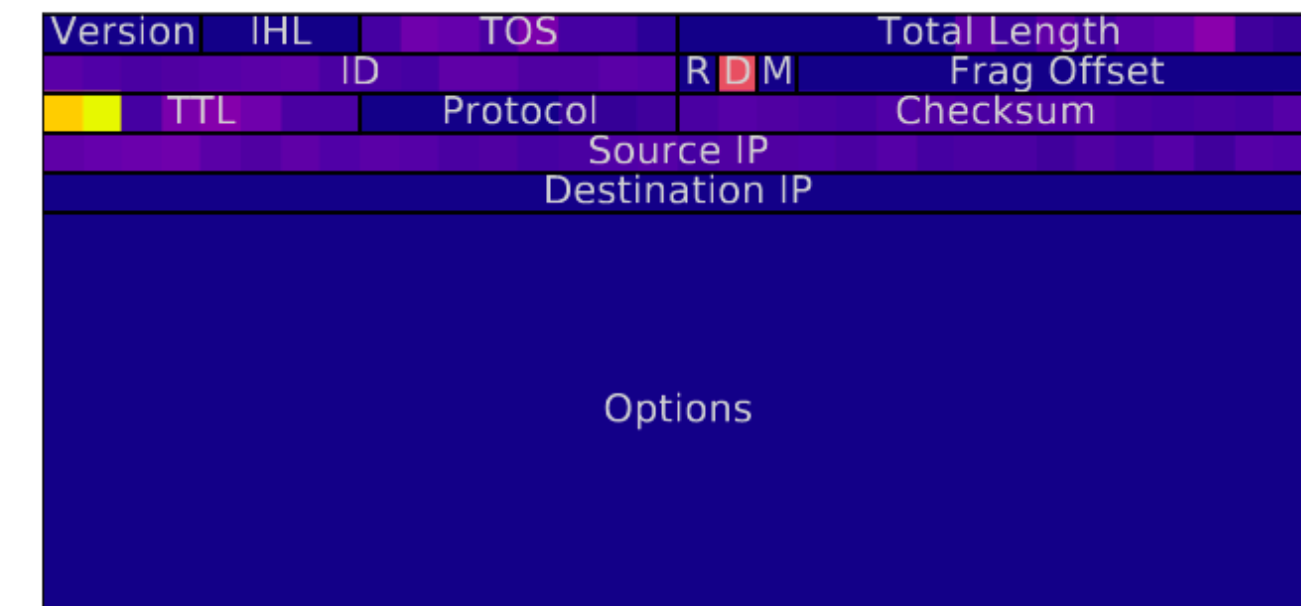 Version IHL TOS Total Length
ID R D M Frag Offset
TTL Protocol Checksum
Source IP
Destination IP
Options